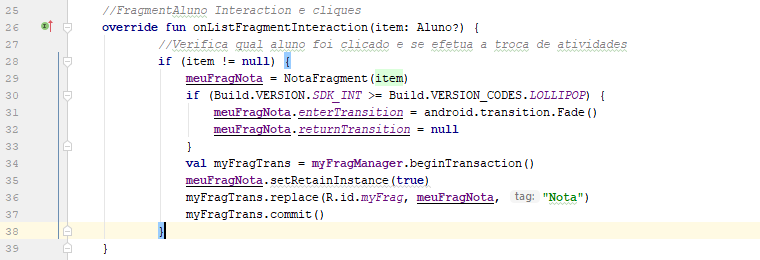 25 //FragmentAluno Interaction e cliques
26 override fun onListFragmentInteraction(item: Aluno?) {
27 //Verifica qual aluno foi clicado e se efetua a troca de atividades
28 if (item != null) {
29 meuFragNota = NotaFragment(item)
30 if (Build.VERSION.SDK_INT >= Build.VERSION_CODES.LOLLIPOP) {
31 meuFragNota.enterTransition = android.transition.Fade()
32 meuFragNota.returnTransition = null
33 }
34 val myFragTrans = myFragManager.beginTransaction()
35 meuFragNota.setRetainInstance(true)
36 myFragTrans.replace(R.id.myFrag, meuFragNota, tag: "Nota")
37 myFragTrans.commit()
38 }
39 }